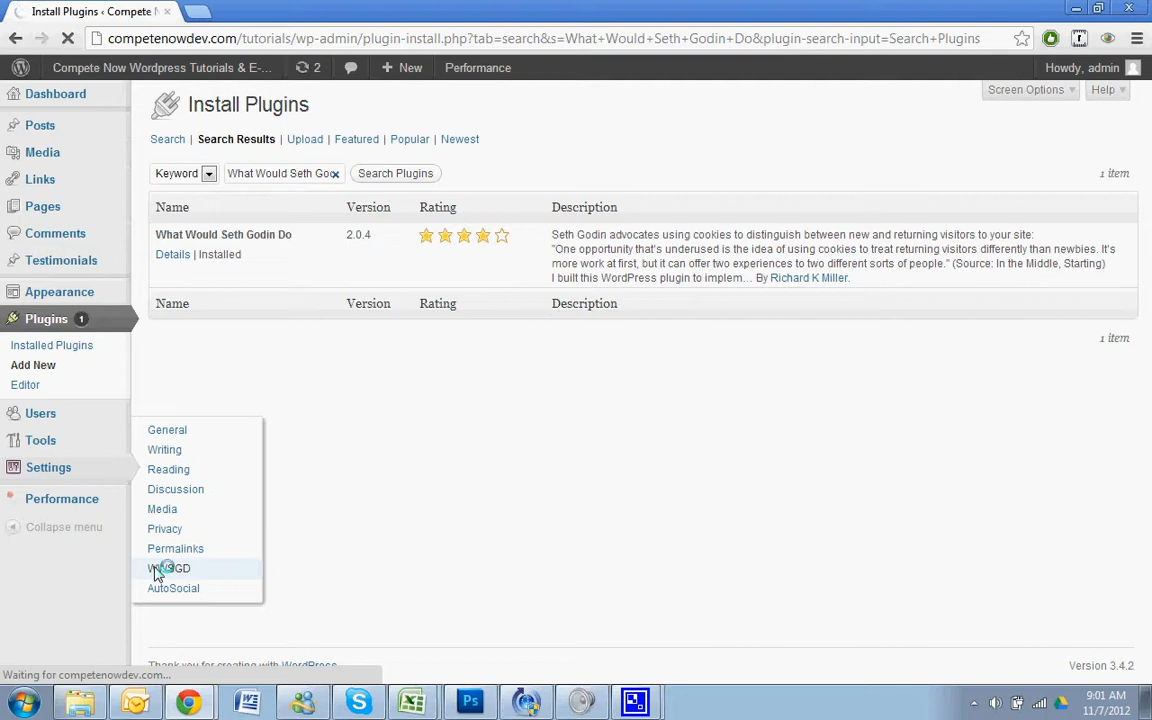 Install Plugins ‹ Compete N
competenowdev.com/tutorials/wp-admin/plugin-install.php?tab=search&s=What+Would+Seth+Godin+Do&plugin-search-input=Search+Plugins
Compete Now Wordpress Tutorials & E-... 2 + New Performance Howdy, admin
Screen Options Help
Dashboard
Posts
Media
Links
Pages
Comments
Testimonials
Appearance
Plugins 1
Installed Plugins
Add New
Editor
Users
Tools
Settings
Performance
Collapse menu
Install Plugins
Search | Search Results | Upload | Featured | Popular | Newest
Keyword What Would Seth Go Search Plugins 1 item
Name Version Rating Description
What Would Seth Godin Do 2.0.4 Seth Godin advocates using cookies to distinguish between new and returning visitors to your site:
Details | Installed "One opportunity that's underused is the idea of using cookies to treat returning visitors differently than newbies. It's
more work at first, but it can offer two experiences to two different sorts of people." (Source: In the Middle, Starting)
I built this WordPress plugin to implem... By Richard K Miller.
Name Version Rating Description
1 item
General
Writing
Reading
Discussion
Media
Privacy
Permalinks
AutoSocial
Thank you for creating with WordPress Version 3.4.2
Waiting for competenowdev.com...
9:01 AM
11/7/2012